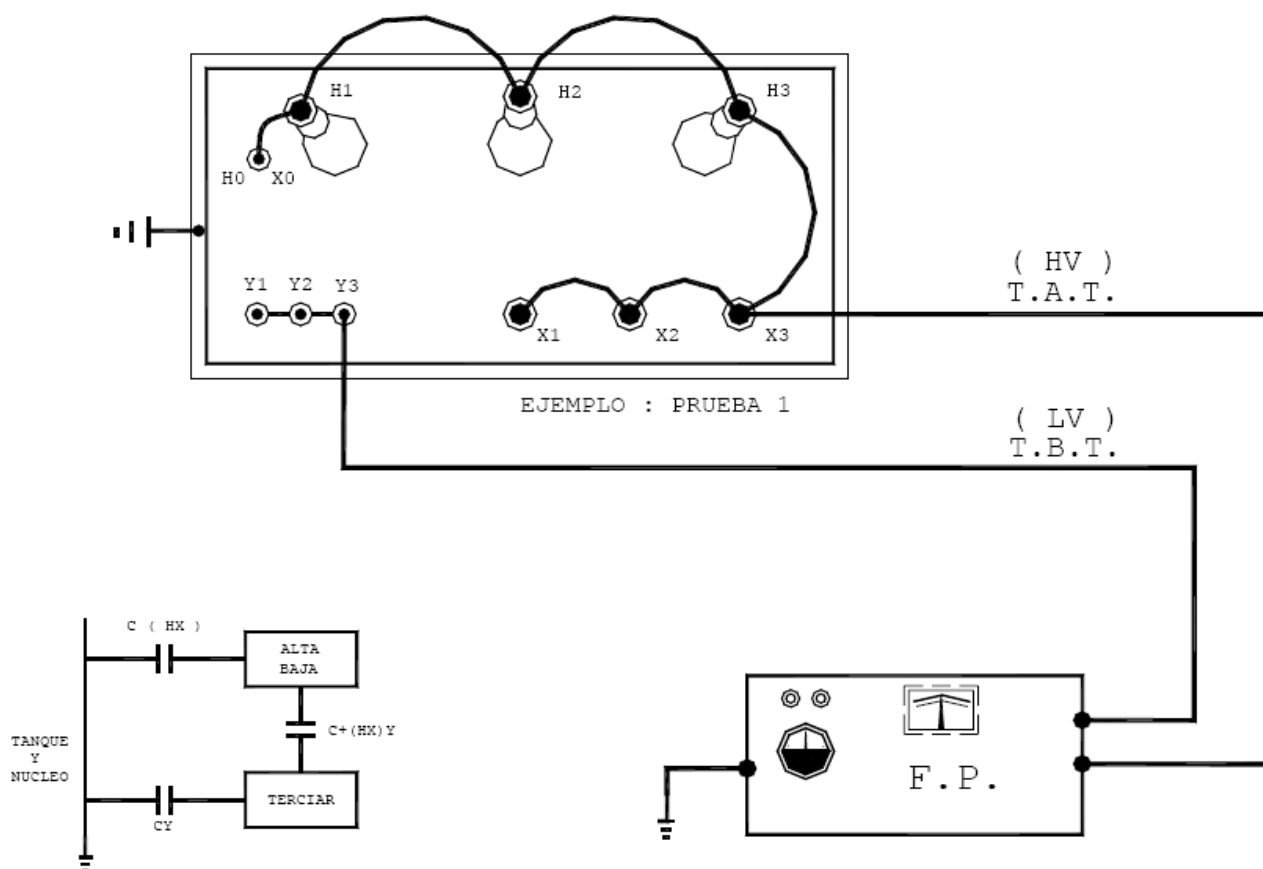 H1
H2
H3
H0 X0
Y1 Y2 Y3
X1 X2 X3
( HV )
T.A.T.
EJEMPLO : PRUEBA 1
( LV )
T.B.T.
C ( HX )
ALTA
BAJA
C+(HX)Y
TANQUE
Y
NUCLEO
TERCIAR
CY
F.P.